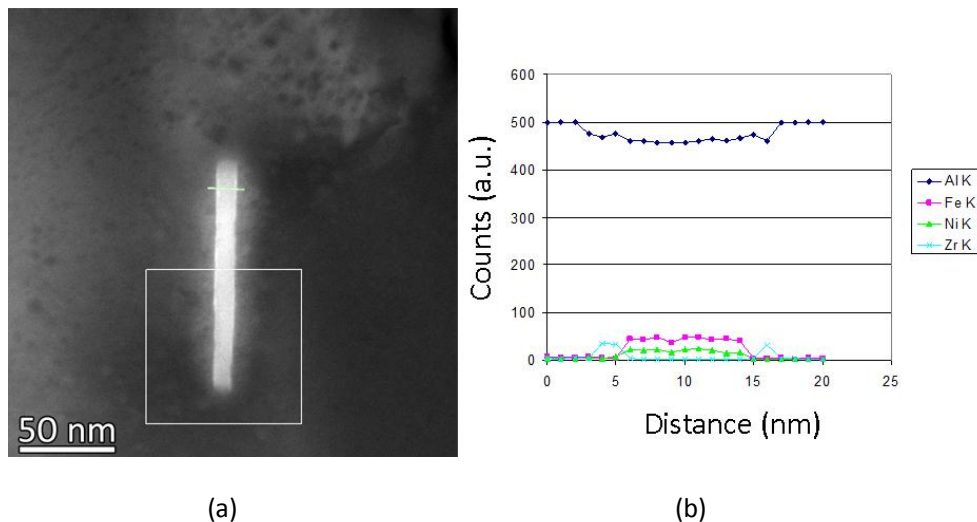 50 nm
600
500
400
300
200
100
0
0 5 10 15 20 25
Counts (a.u.)
Distance (nm)
Al K
Fe K
Ni K
Zr K
(a) (b)